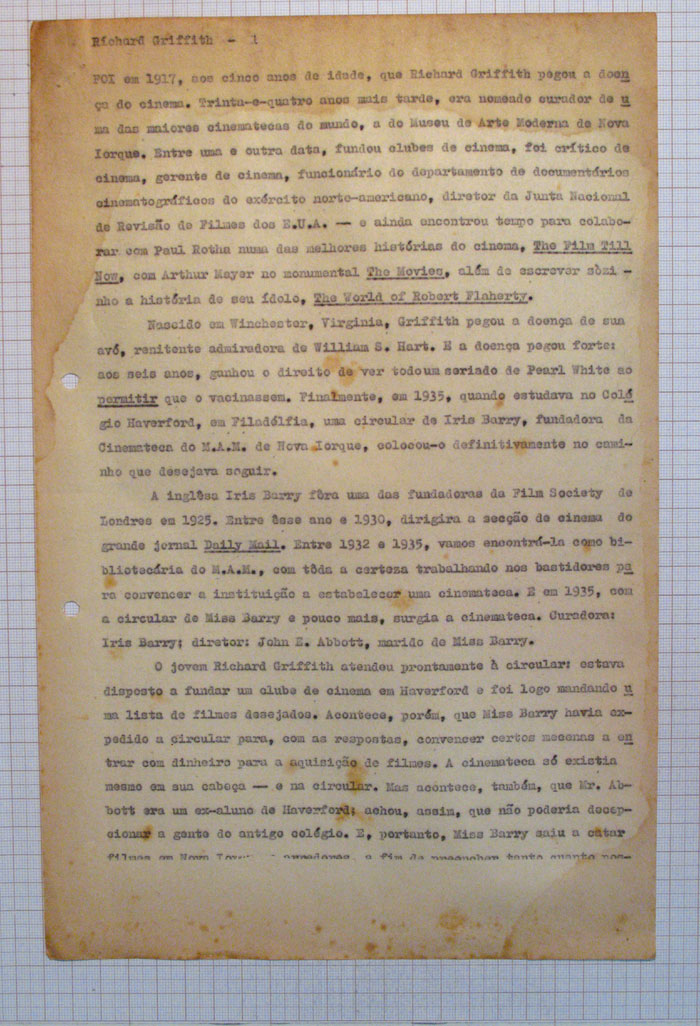 Richard Griffith - 1
FOI em 1917, aos cinco anos de idade, que Richard Griffith pegou a doen
ça do cinema. Trinta-e-quatro anos mais tarde, era nomeado curador de u
ma das maiores cinematecas do mundo, a do Museu de Arte Moderna de Nova
Iorque. Entre uma e outra data, fundou clubes de cinema, foi crítico de
cinema, gerente de cinema, funcionário do departamento de documentários
cinematográficos do exército norte-americano, diretor da Junta Nacional
de Revisão de Filmes dos E.U.A. — e ainda encontrou tempo para colabo-
rar com Paul Rotha numa das melhores histórias do cinema, The Film Till
Now, com Arthur Mayer no monumental The Movies, além de escrever sòzi -
nho a história de seu ídolo, The World of Robert Flaherty.
Nascido em Winchester, Virginia, Griffith pegou a doença de sua
avó, renitente admiradora de William S. Hart. E a doença pegou forte:
aos seis anos, ganhou o direito de ver todoum seriado de Pearl White ao
permitir que o vacinassem. Finalmente, em 1935, quando estudava no Colé
gio Haverford, em Filadélfia, uma circular de Iris Barry, fundadora da
Cinemateca do M.A.M. de Nova Iorque, colocou-o definitivamente no cami-
nho que desejava seguir.
A inglêsa Iris Barry fôra uma das fundadoras da Film Society de
Londres em 1925. Entre êsse ano e 1930, dirigira a secção de cinema do
grande jornal Daily Mail. Entre 1932 e 1935, vamos encontrá-la como bi-
bliotecária do M.A.M., com tôda a certeza trabalhando nos bastidores pa
ra convencer a instituição a estabelecer uma cinemateca. E em 1935, com
a circular de Miss Barry e pouco mais, surgia a cinemateca. Curadora:
Iris Barry; diretor: John E. Abbott, marido de Miss Barry.
O jovem Richard Griffith atendeu prontamente à circular: estava
disposto a fundar um clube de cinema em Haverford e foi logo mandando u
ma lista de filmes desejados. Acontece, porém, que Miss Barry havia ex-
pedido a circular para, com as respostas, convencer certos mecenas a en
trar com dinheiro para a aquisição de filmes. A cinemateca só existia
mesmo em sua cabeça — e na circular. Mas acontece, também, que Mr. Ab-
bott era um ex-aluno de Haverford; achou, assim, que não poderia decep-
cionar a gente do antigo colégio. E, portanto, Miss Barry saiu a catar
filmes em Nova Iorque e arredores, a fim de preencher tanto quanto pos-